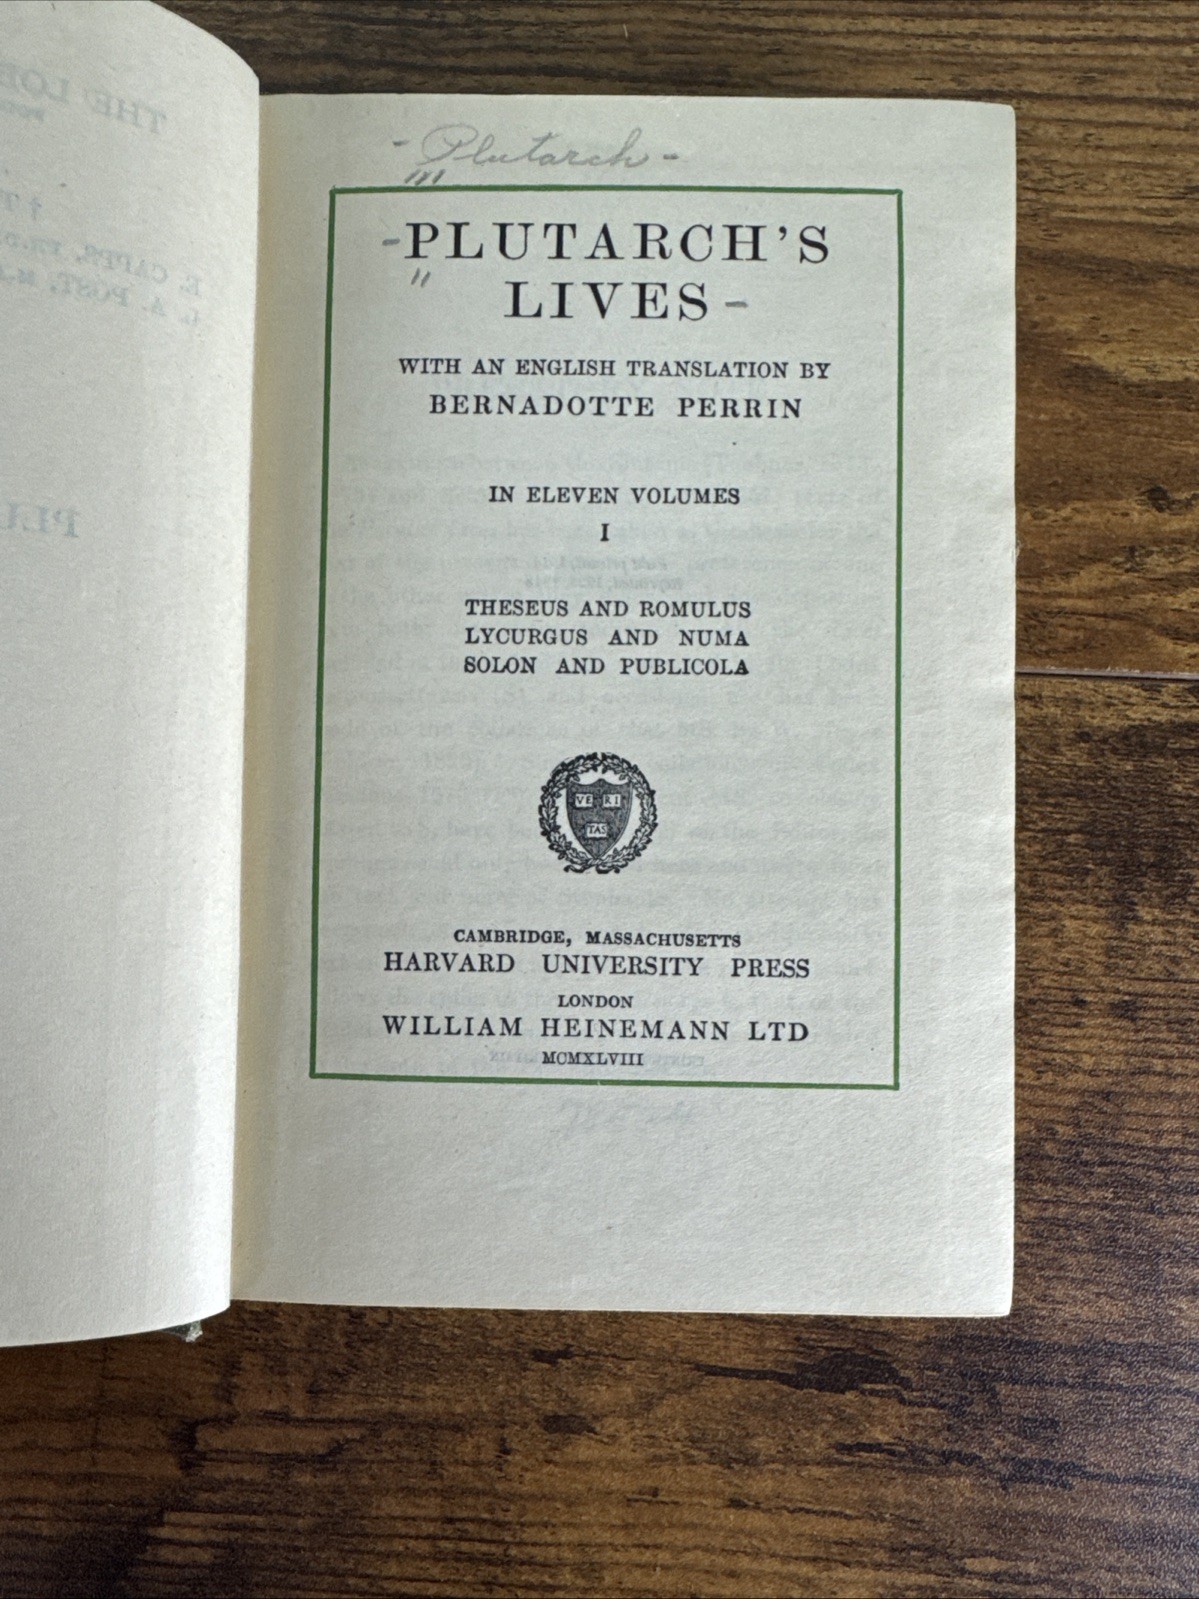 - Plutarch -
PLUTARCH'S
LIVES
WITH AN ENGLISH TRANSLATION BY
BERNADOTTE PERRIN
IN ELEVEN VOLUMES
I
THESEUS AND ROMULUS
LYCURGUS AND NUMA
SOLON AND PUBLICOLA
VE RI
TAS
CAMBRIDGE, MASSACHUSETTS
HARVARD UNIVERSITY PRESS
LONDON
WILLIAM HEINEMANN LTD
MCMXLVIII